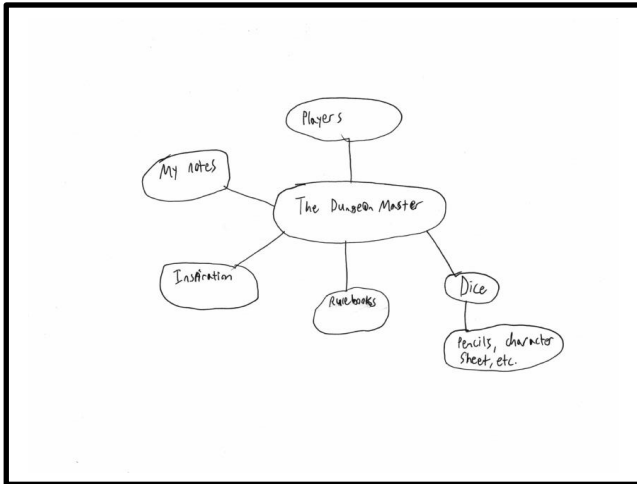 Players
My notes
The Dungeon Master
Inspiration
Rulebooks
Dice
Pencils, character
Sheet, etc.